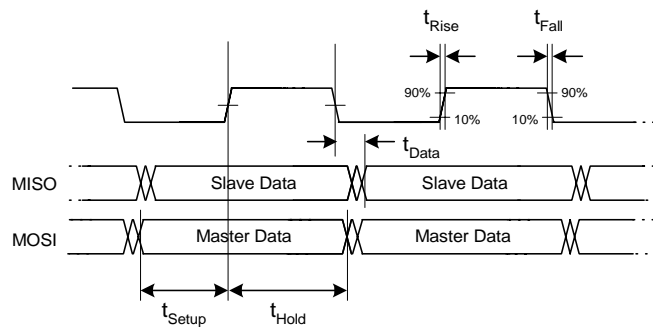 tRise tFall
90% 90%
10% 10%
tData
MISO Slave Data Slave Data
MOSI Master Data Master Data
tSetup tHold